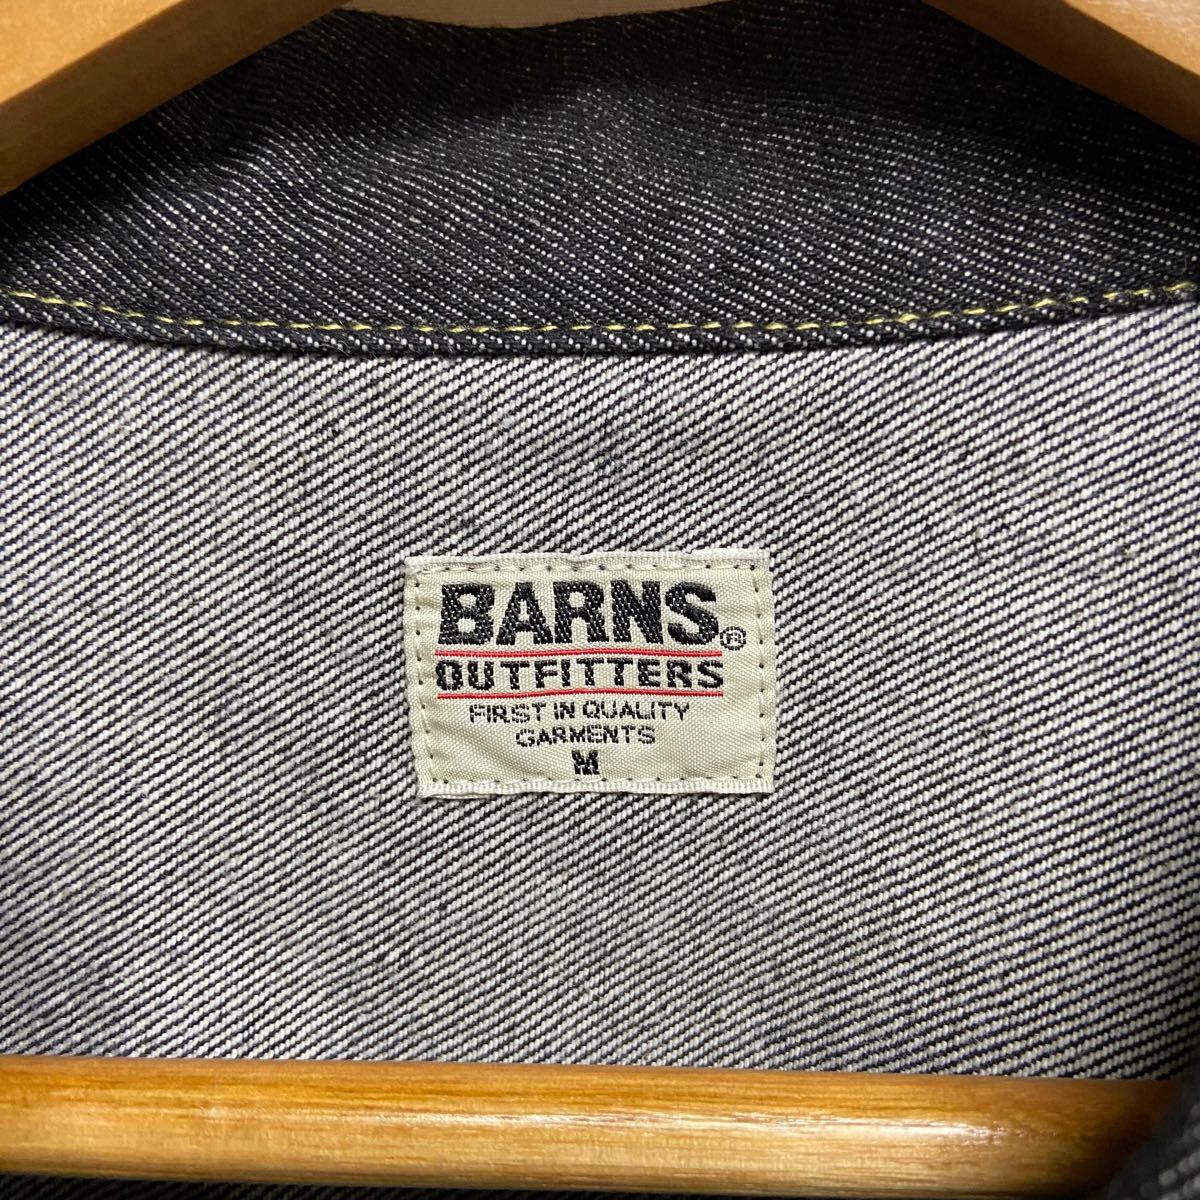 BARNS®
OUTFITTERS
FIRST IN QUALITY
GARMENTS
M